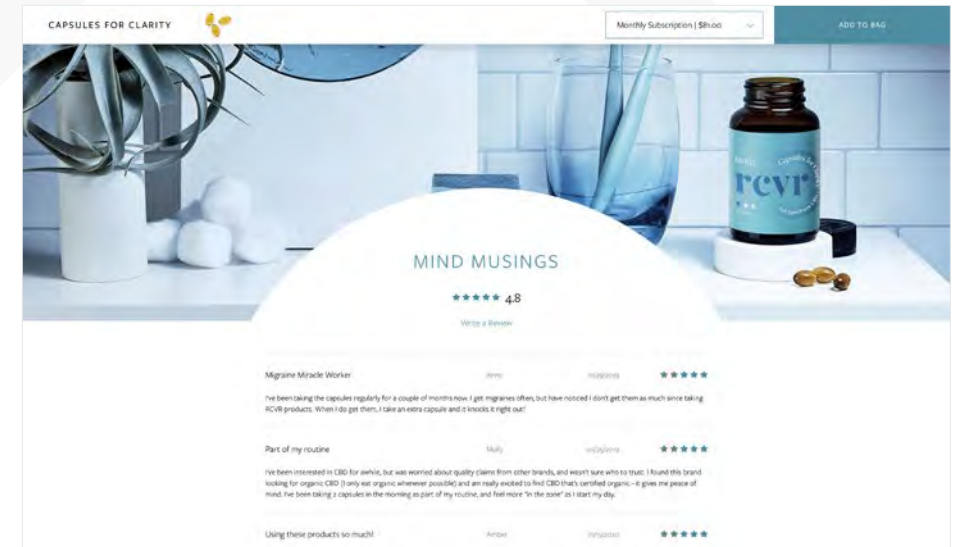 CAPSULES FOR CLARITY
Monthly Subscription | $81.00
ADD TO BAG
Capsules for
rcvr
MIND MUSINGS
4.8
Write a Review
Migraine Miracle Worker
I've been taking the capsules regularly for a couple of months now. I get migraines often, but have noticed I don't get them as much since taking
RCVR products. When I do get them, I take an extra capsule and it knocks it right out!
Part of my routine
Molly
I've been interested in CBD for awhile, but was worried about quality claims from other brands, and wasn't sure who to trust. I found this brand
looking for organic CBD (I only eat organic whenever possible) and am really excited to find CBD that's certified organic - it gives me peace of
mind. I've been taking 2 capsules in the morning as part of my routine, and feel more "in the zone" as I start my day.
Using these products so much!
Amber